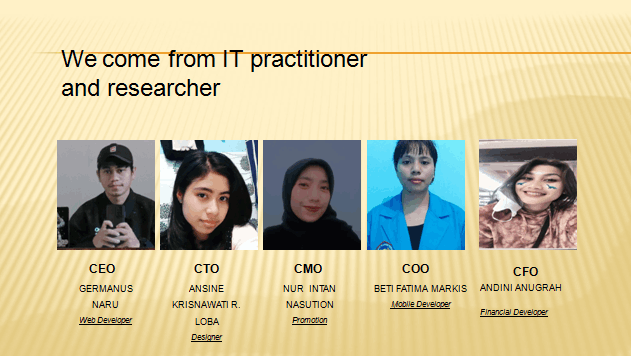 We come from IT practitioner
and researcher
CEO
GERMANUS
NARU
Web Developer
CTO
ANSINE
KRISNAWATI R.
LOBA
Designer
CMO
NUR INTAN
NASUTION
Promotion
COO
BETI FATIMA MARKIS
Mobile Developer
CFO
ANDINI ANUGRAH
Financial Developer